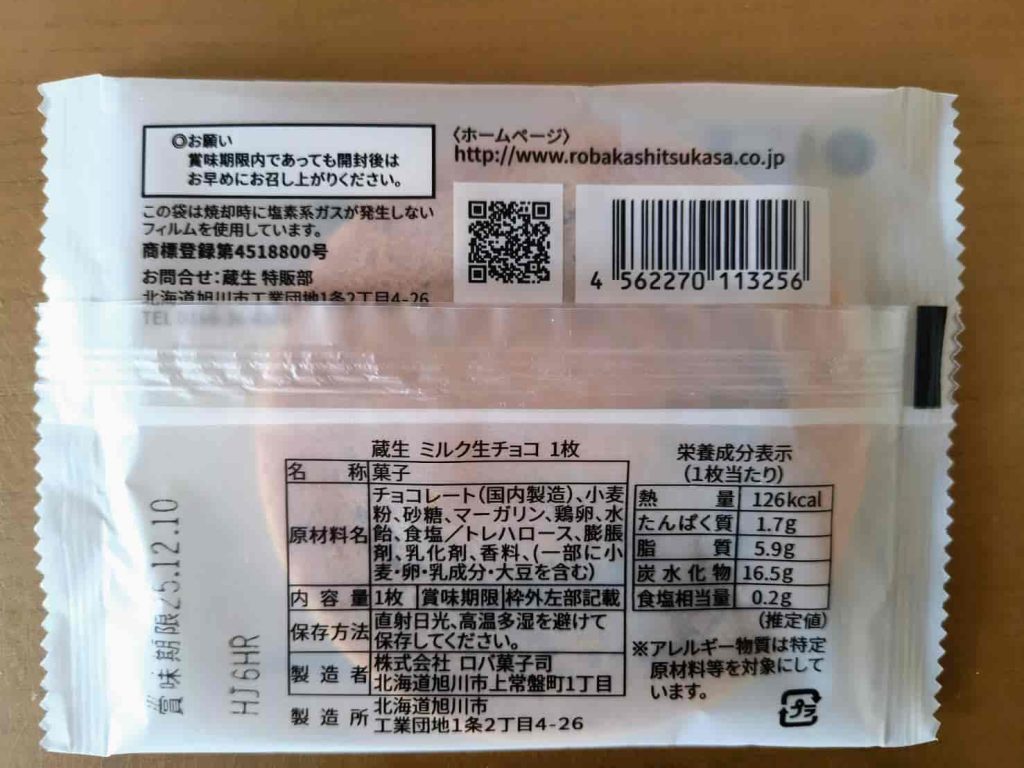 ◎お願い
賞味期限内であっても開封後は
お早めにお召し上がりください。
この袋は焼却時に塩素系ガスが発生しない
フィルムを使用しています。
商標登録第4518800号
お問合せ:蔵生 特販部
北海道旭川市工業団地1条2丁目4-26
TEL
〈ホームページ〉
http://www.robakashitsukasa.co.jp
4 562270 113256
賞味期限25.12.10
HJ6HR
蔵生 ミルク生チョコ 1枚
名称 菓子
原材料名 チョコレート(国内製造)、小麦
粉、砂糖、マーガリン、鶏卵、水
飴、食塩/トレハロース、膨脹
剤、乳化剤、香料、(一部に小
麦・卵・乳成分・大豆を含む)
内容量 1枚 賞味期限 枠外左部記載
保存方法 直射日光、高温多湿を避けて
保存してください。
製造者 株式会社 ロバ菓子司
北海道旭川市上常盤町1丁目
製造所 北海道旭川市
工業団地1条2丁目4-26
栄養成分表示
(1枚当たり)
熱量 126kcal
たんぱく質 1.7g
脂質 5.9g
炭水化物 16.5g
食塩相当量 0.2g
(推定値)
※アレルギー物質は特定
原材料等を対象にして
います。
プラ